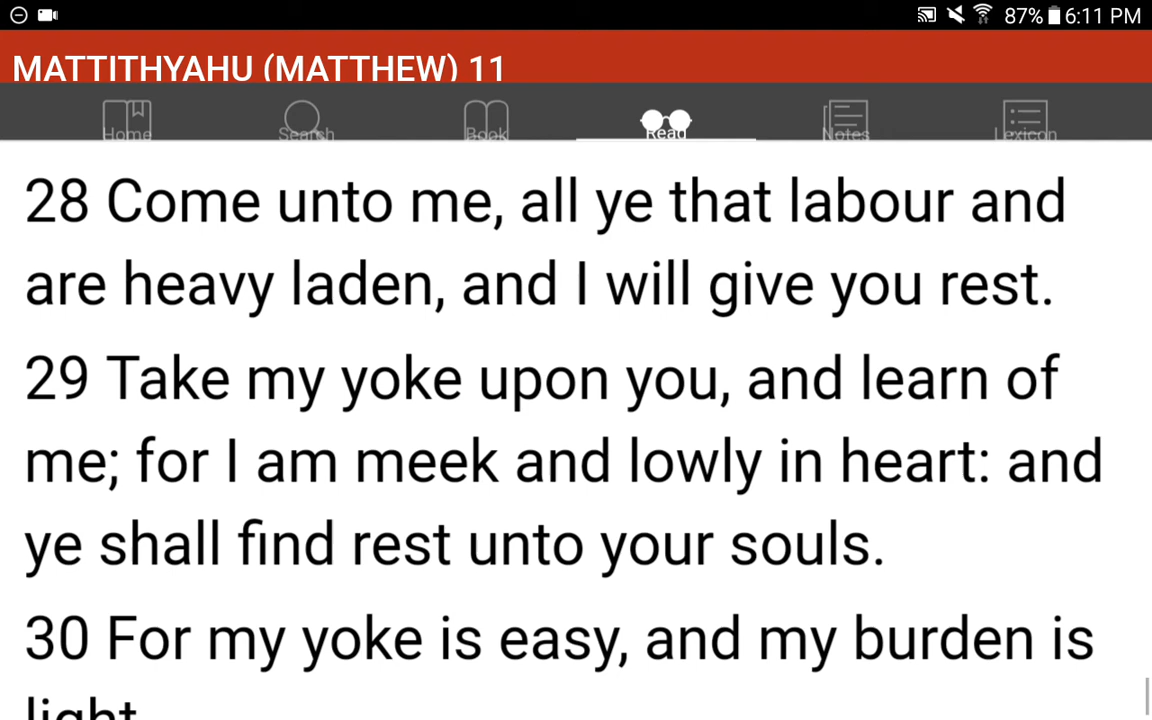 87% 6:11 PM
MATTITHYAHU (MATTHEW) 11
Home Search Book Read Notes Lexicon
28 Come unto me, all ye that labour and
are heavy laden, and I will give you rest.
29 Take my yoke upon you, and learn of
me; for I am meek and lowly in heart: and
ye shall find rest unto your souls.
30 For my yoke is easy, and my burden is
light.